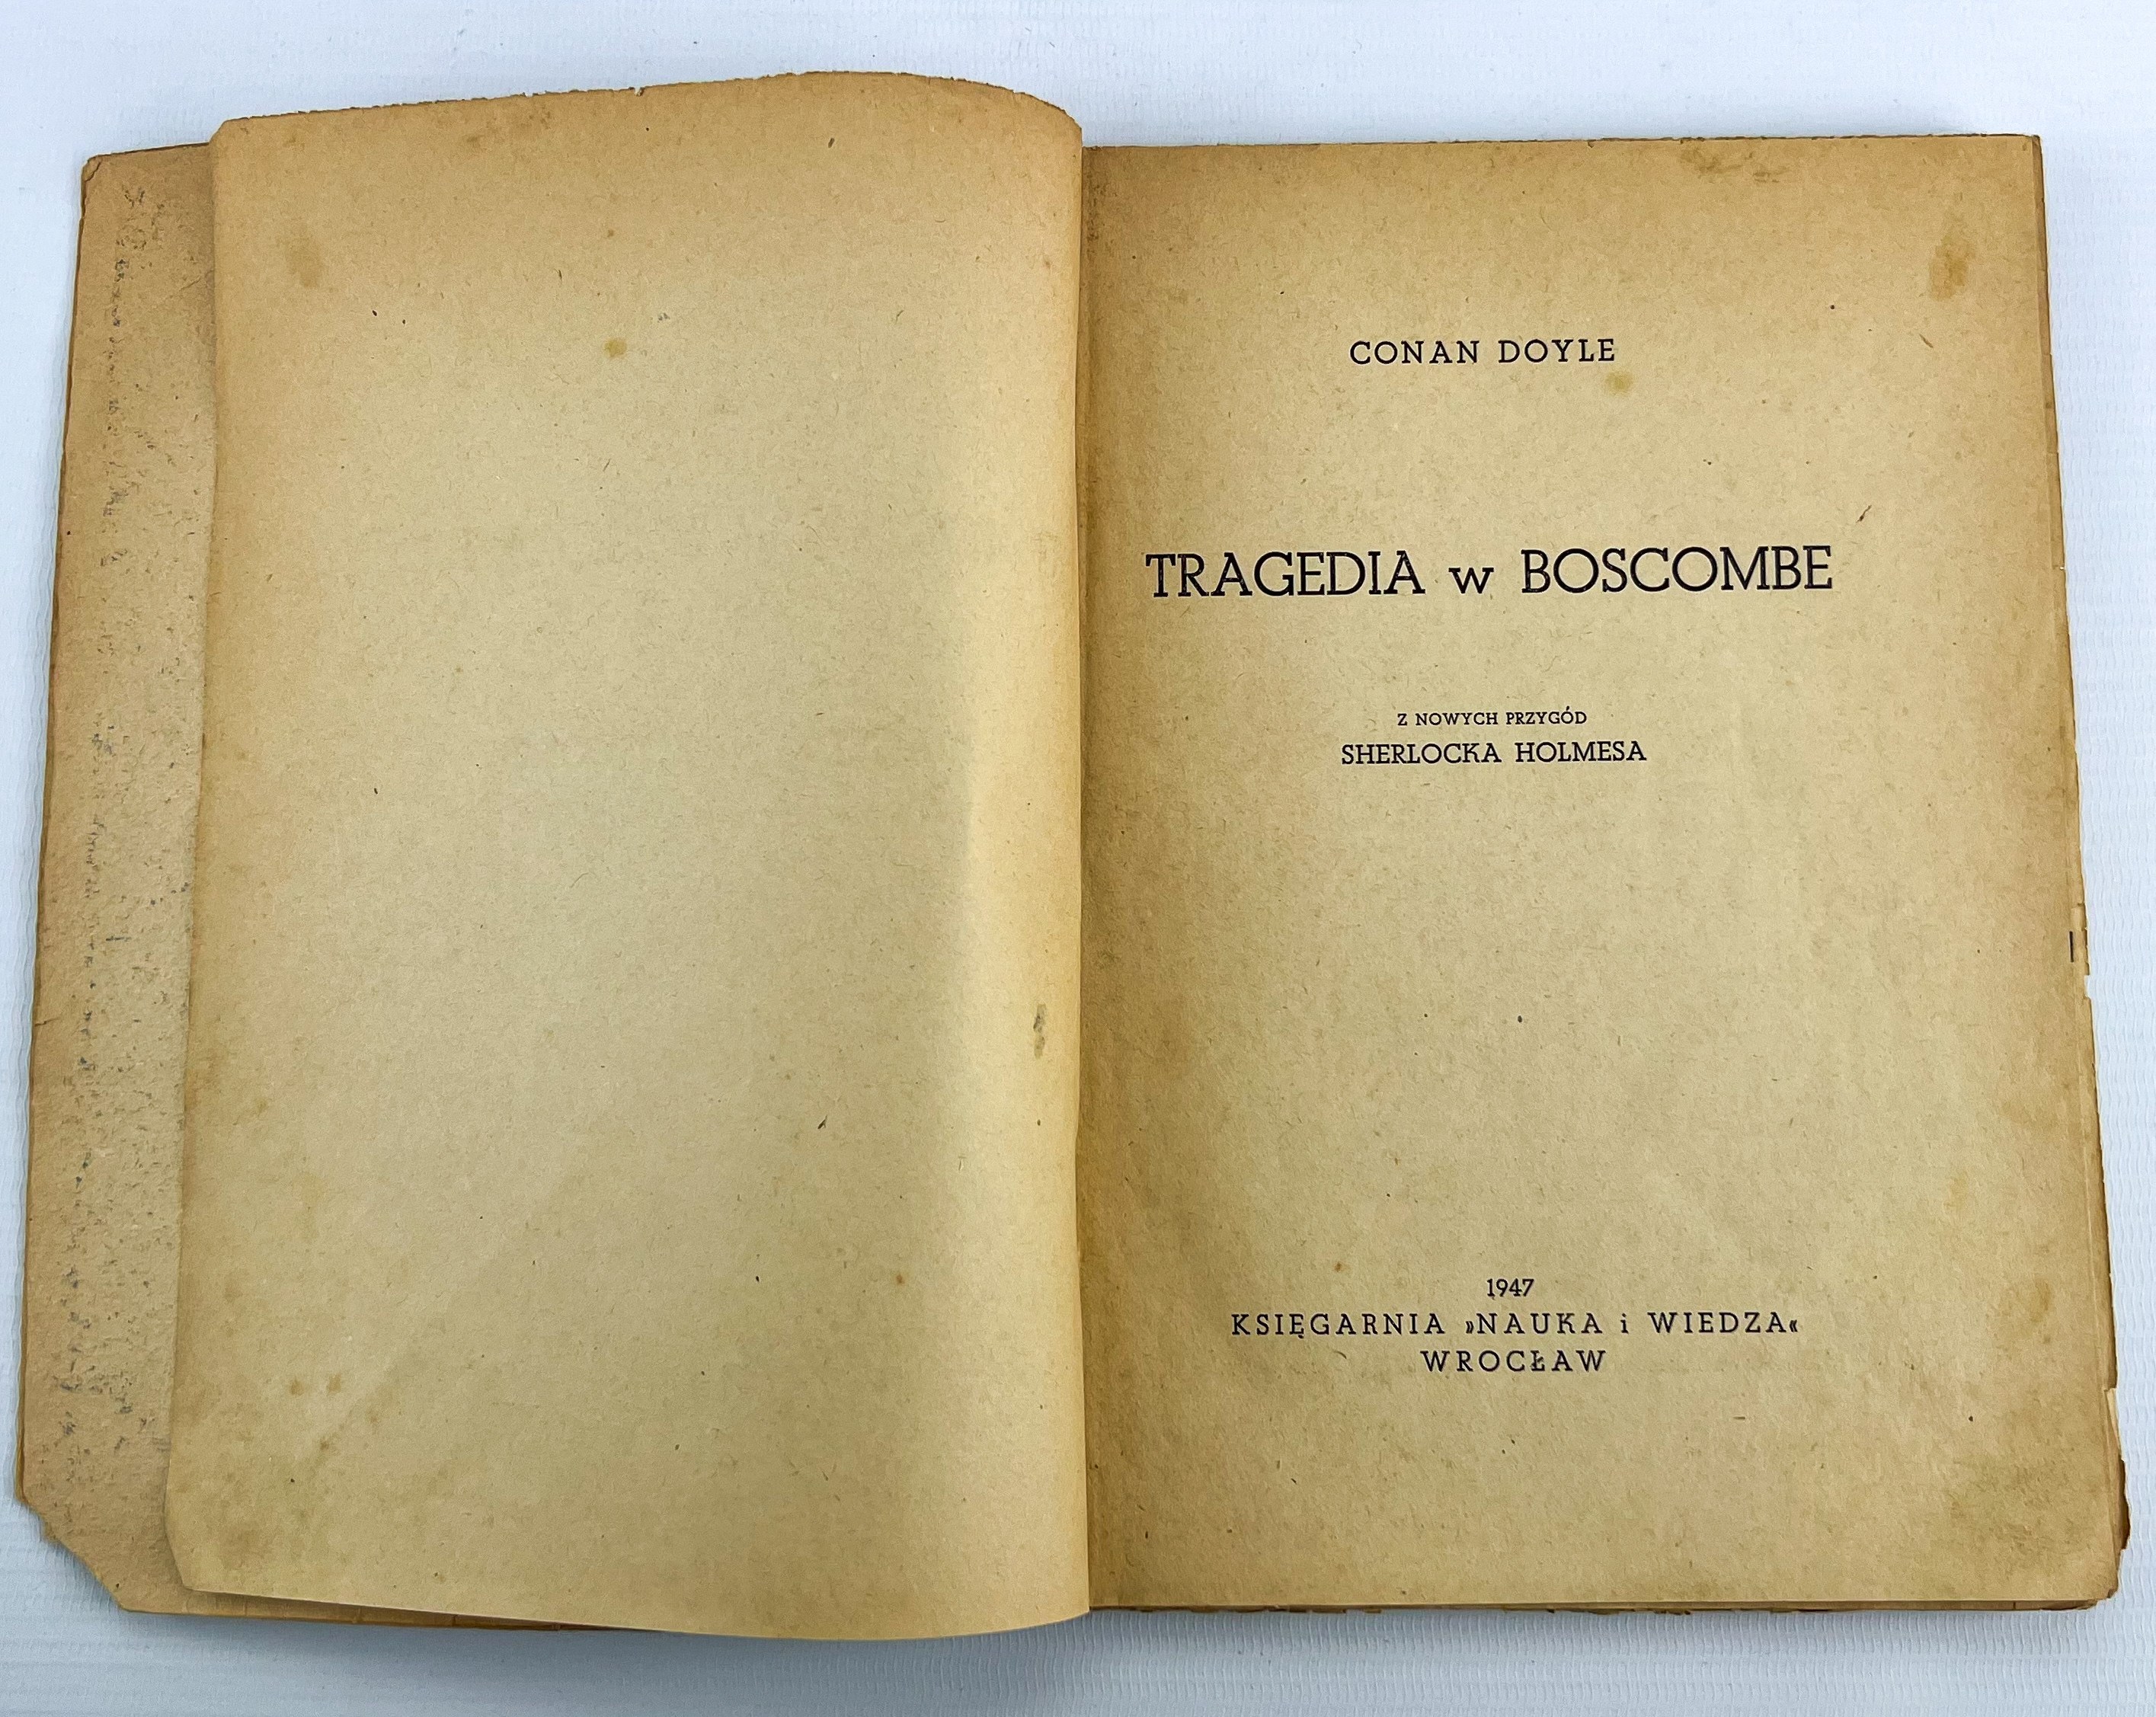 CONAN DOYLE
TRAGEDIA w BOSCOMBE
Z NOWYCH PRZYGÓD
SHERLOCKA HOLMESA
1947
KSIĘGARNIA »NAUKA i WIEDZA«
WROCŁAW